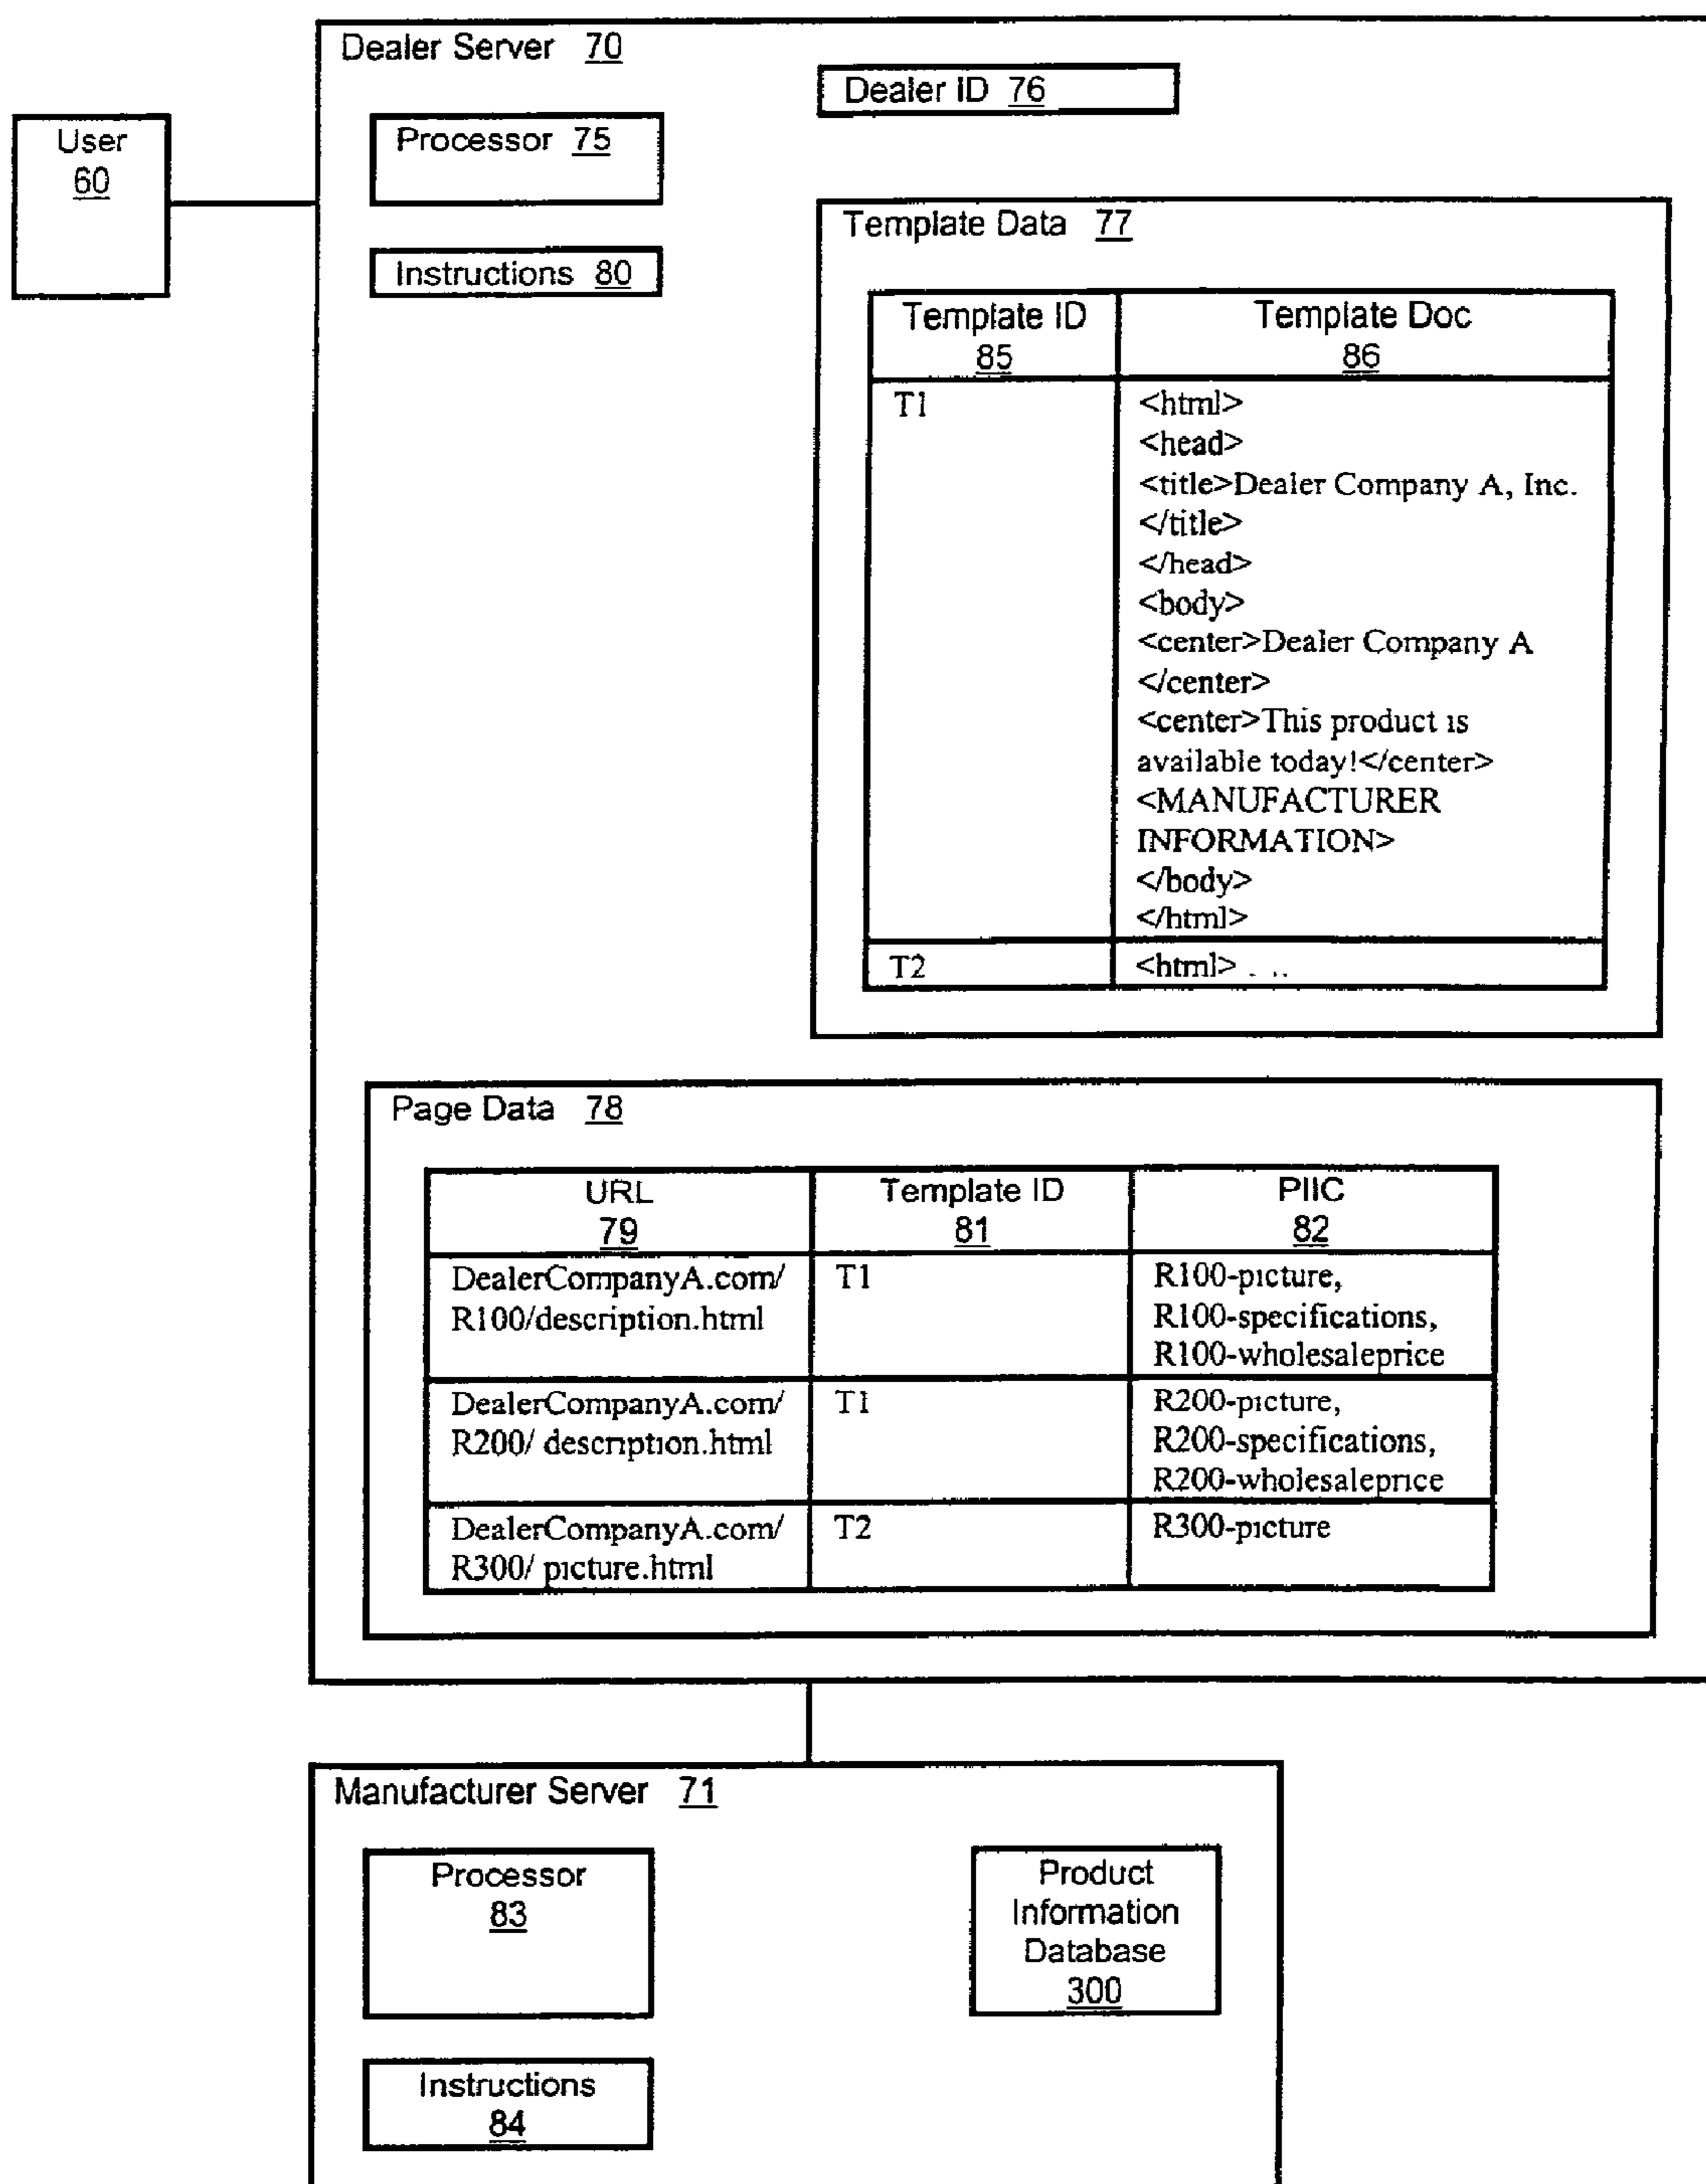 Dealer Server 70
Dealer ID 76
User
60
Processor 75
Instructions 80
Template Data 77
Template ID
85
Template Doc
86
T1
<html>
<head>
<title>Dealer Company A, Inc.
</title>
</head>
<body>
<center>Dealer Company A
</center>
<center>This product is
available today!</center>
<MANUFACTURER
INFORMATION>
</body>
</html>
T2
<html> . ..
Page Data 78
URL
79
Template ID
81
PIIC
82
DealerCompanyA.com/
R100/description.html
T1
R100-picture,
R100-specifications,
R100-wholesaleprice
DealerCompanyA.com/
R200/ description.html
T1
R200-picture,
R200-specifications,
R200-wholesaleprice
DealerCompanyA.com/
R300/ picture.html
T2
R300-picture
Manufacturer Server 71
Processor
83
Product
Information
Database
300
Instructions
84